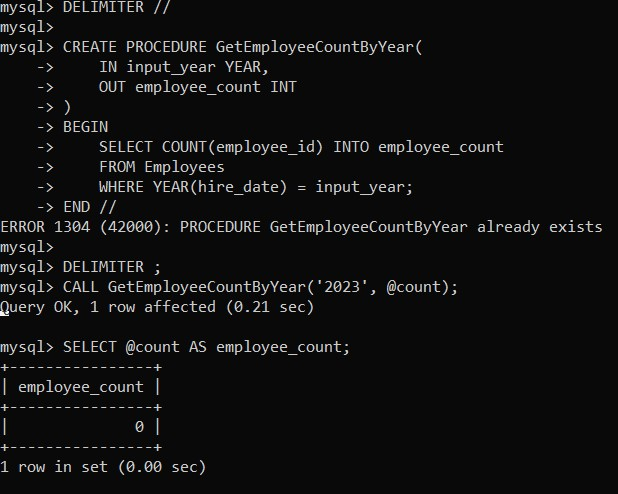 mysql> DELIMITER //
mysql>
mysql> CREATE PROCEDURE GetEmployeeCountByYear(
    ->     IN input_year YEAR,
    ->     OUT employee_count INT
    -> )
    -> BEGIN
    ->     SELECT COUNT(employee_id) INTO employee_count
    ->     FROM Employees
    ->     WHERE YEAR(hire_date) = input_year;
    -> END //
ERROR 1304 (42000): PROCEDURE GetEmployeeCountByYear already exists
mysql>
mysql> DELIMITER ;
mysql> CALL GetEmployeeCountByYear('2023', @count);
Query OK, 1 row affected (0.21 sec)

mysql> SELECT @count AS employee_count;
+----------------+
| employee_count |
+----------------+
|              0 |
+----------------+
1 row in set (0.00 sec)